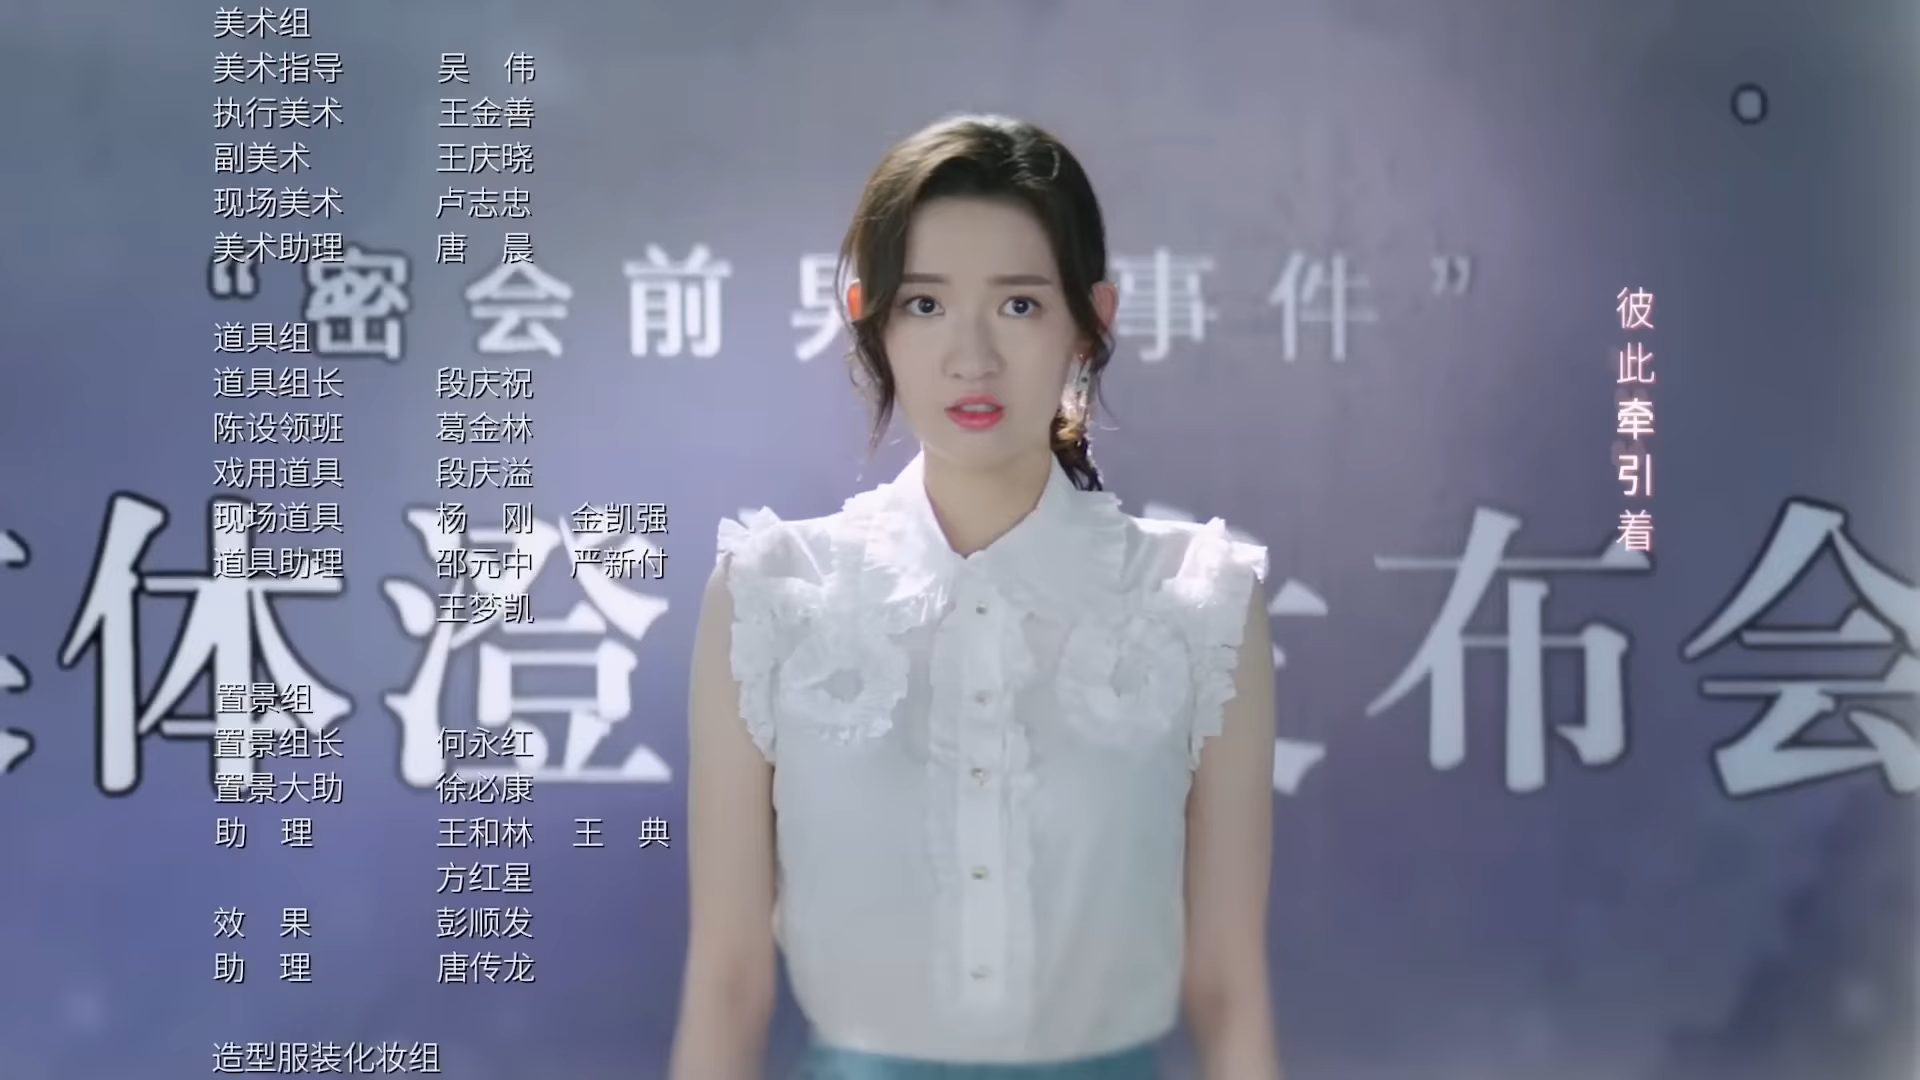 美术组
美术指导 吴 伟
执行美术 王金善
副美术 王庆晓
现场美术 卢志忠
美术助理 唐 晨
道具组
道具组长 段庆祝
陈设领班 葛金林
戏用道具 段庆溢
现场道具 杨 刚 金凯强
道具助理 邵元中 严新付
王梦凯
置景组
置景组长 何永红
置景大助 徐必康
助 理 王和林 王 典
方红星
效 果 彭顺发
助 理 唐传龙
造型服装化妆组
“密会前男 事件”
体澄 布会
彼此牵引着